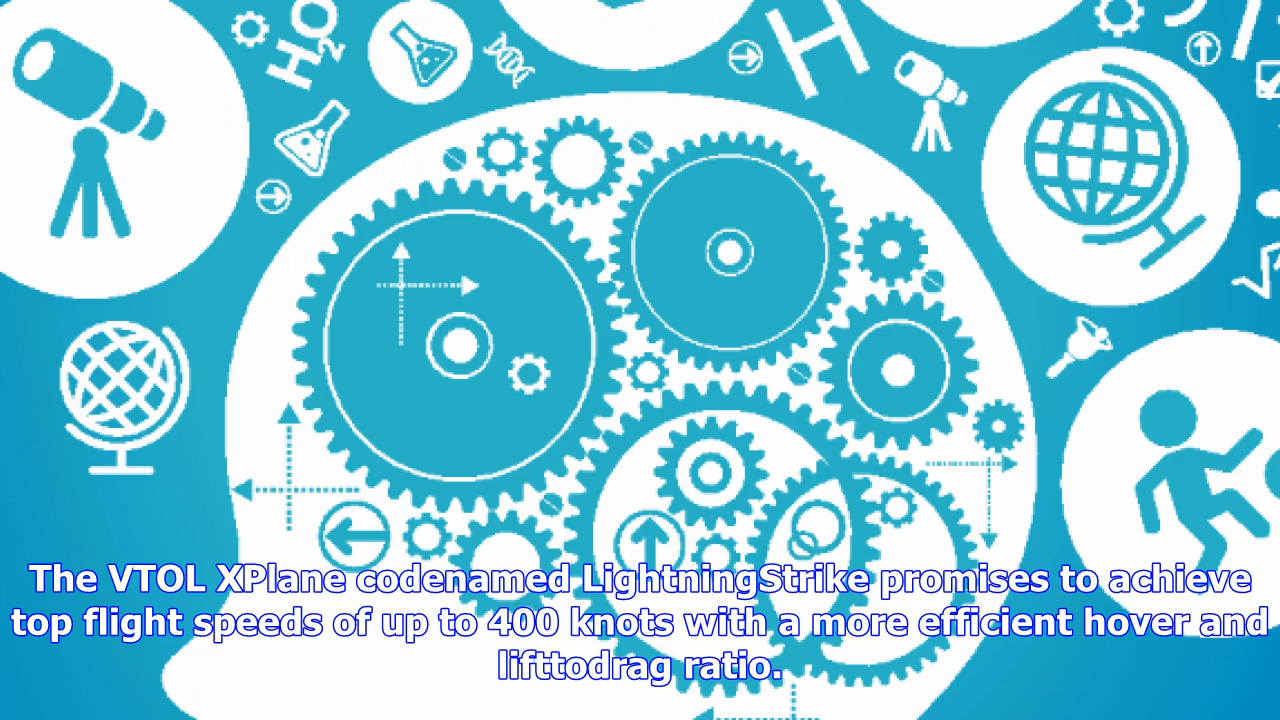 H₂O
H
The VTOL XPlane codenamed LightningStrike promises to achieve
top flight speeds of up to 400 knots with a more efficient hover and
lifttodrag ratio.